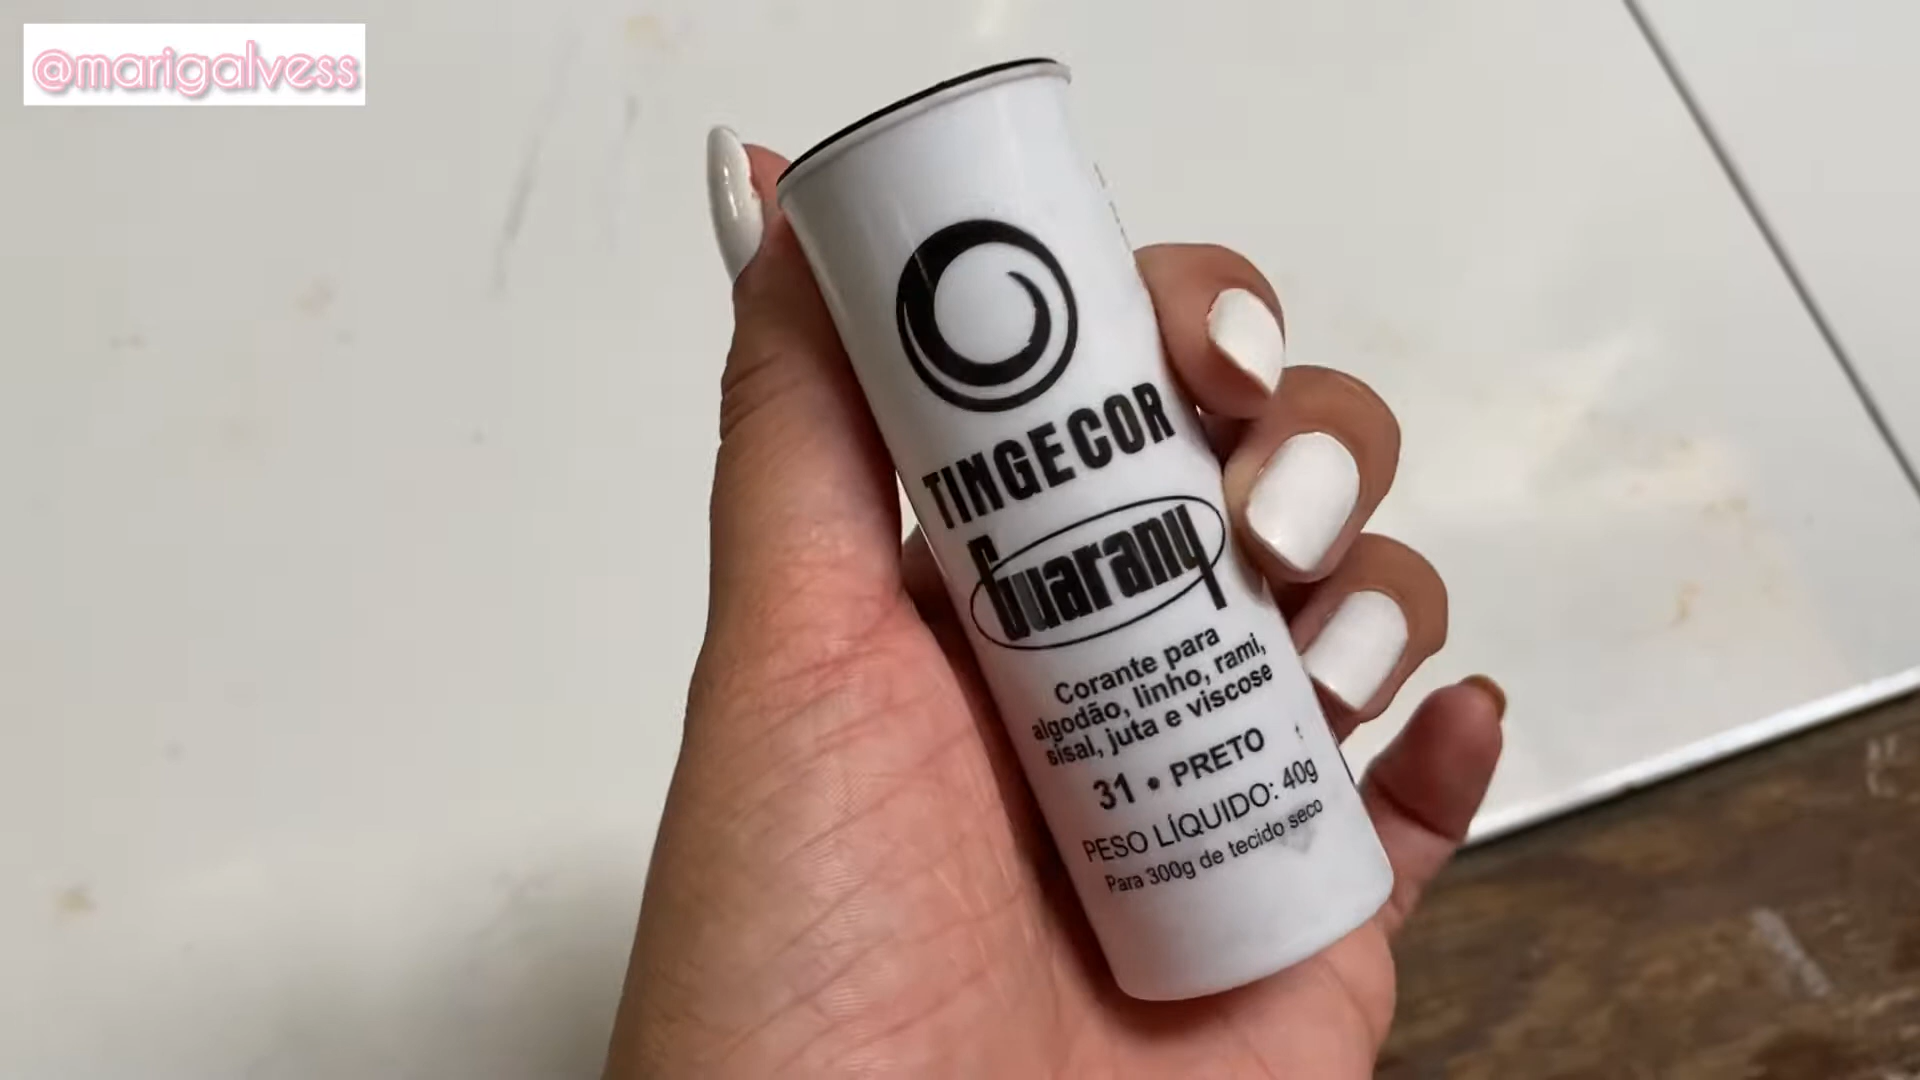 @marigalvess
TINGECOR
Guarany
Corante para
algodão, linho, rami,
sisal, juta e viscose
31 • PRETO
PESO LÍQUIDO: 40g
Para 300g de tecido seco